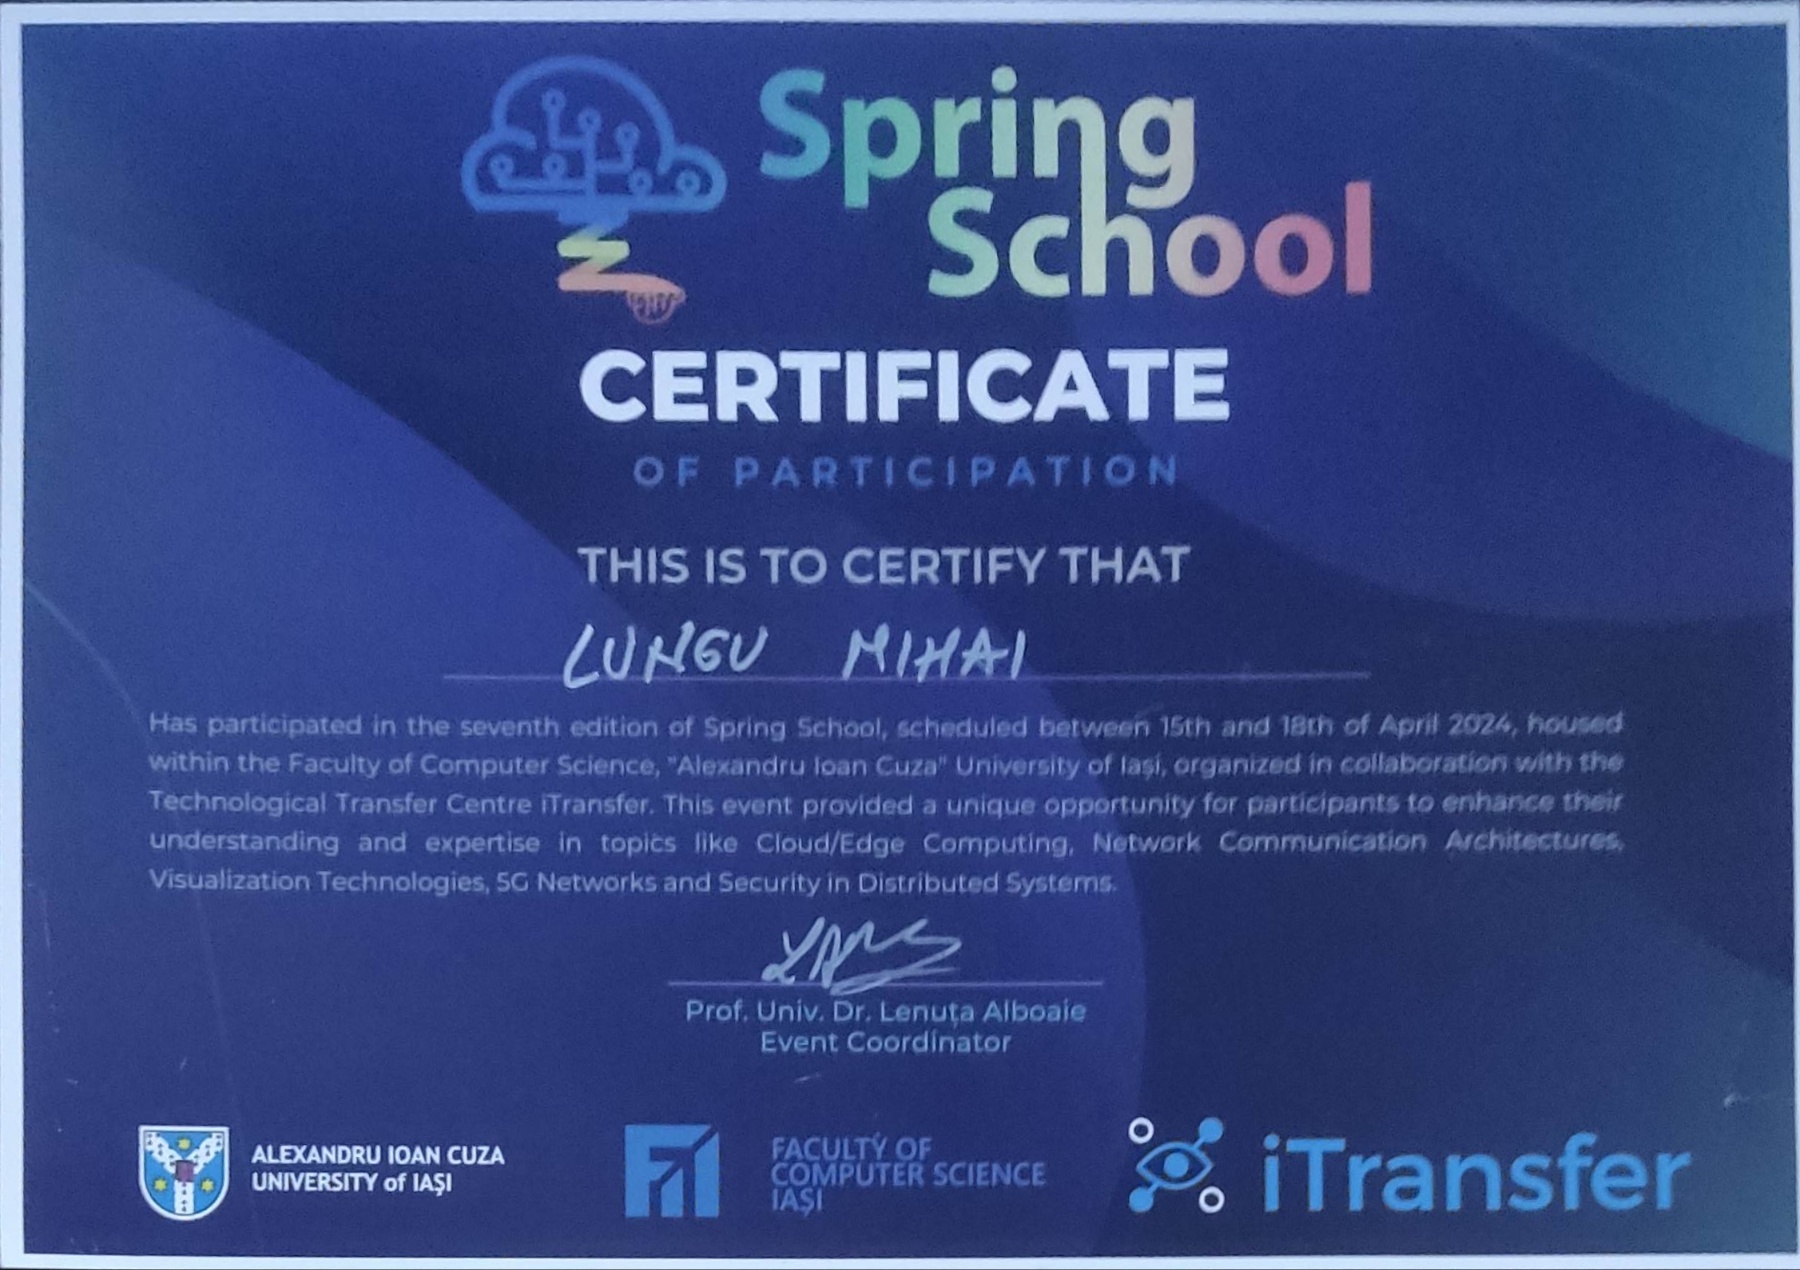 Spring
School
CERTIFICATE
OF PARTICIPATION
THIS IS TO CERTIFY THAT
LUNGU MIHAI
Has participated in the seventh edition of Spring School, scheduled between 15th and 18th of April 2024, housed
within the Faculty of Computer Science, "Alexandru Ioan Cuza" University of Iași, organized in collaboration with the
Technological Transfer Centre iTransfer. This event provided a unique opportunity for participants to enhance their
understanding and expertise in topics like Cloud/Edge Computing, Network Communication Architectures,
Visualization Technologies, 5G Networks and Security in Distributed Systems.
Prof. Univ. Dr. Lenuța Alboaie
Event Coordinator
ALEXANDRU IOAN CUZA
UNIVERSITY of IAȘI
FACULTY OF
COMPUTER SCIENCE
IAȘI
iTransfer